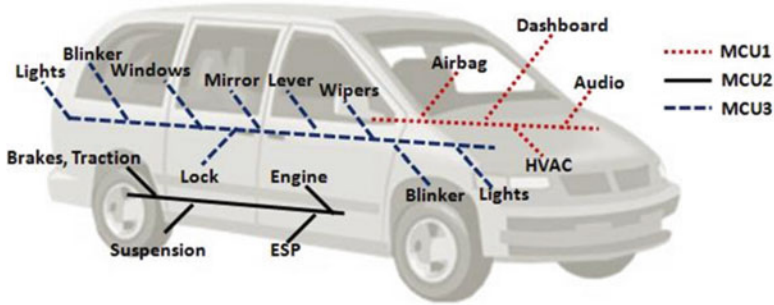 Dashboard
Blinker
Airbag
MCU1
Lights
Windows
Mirror
Lever
Wipers
Audio
MCU2
MCU3
Brakes, Traction
Lock
Engine
HVAC
Blinker
Lights
Suspension
ESP